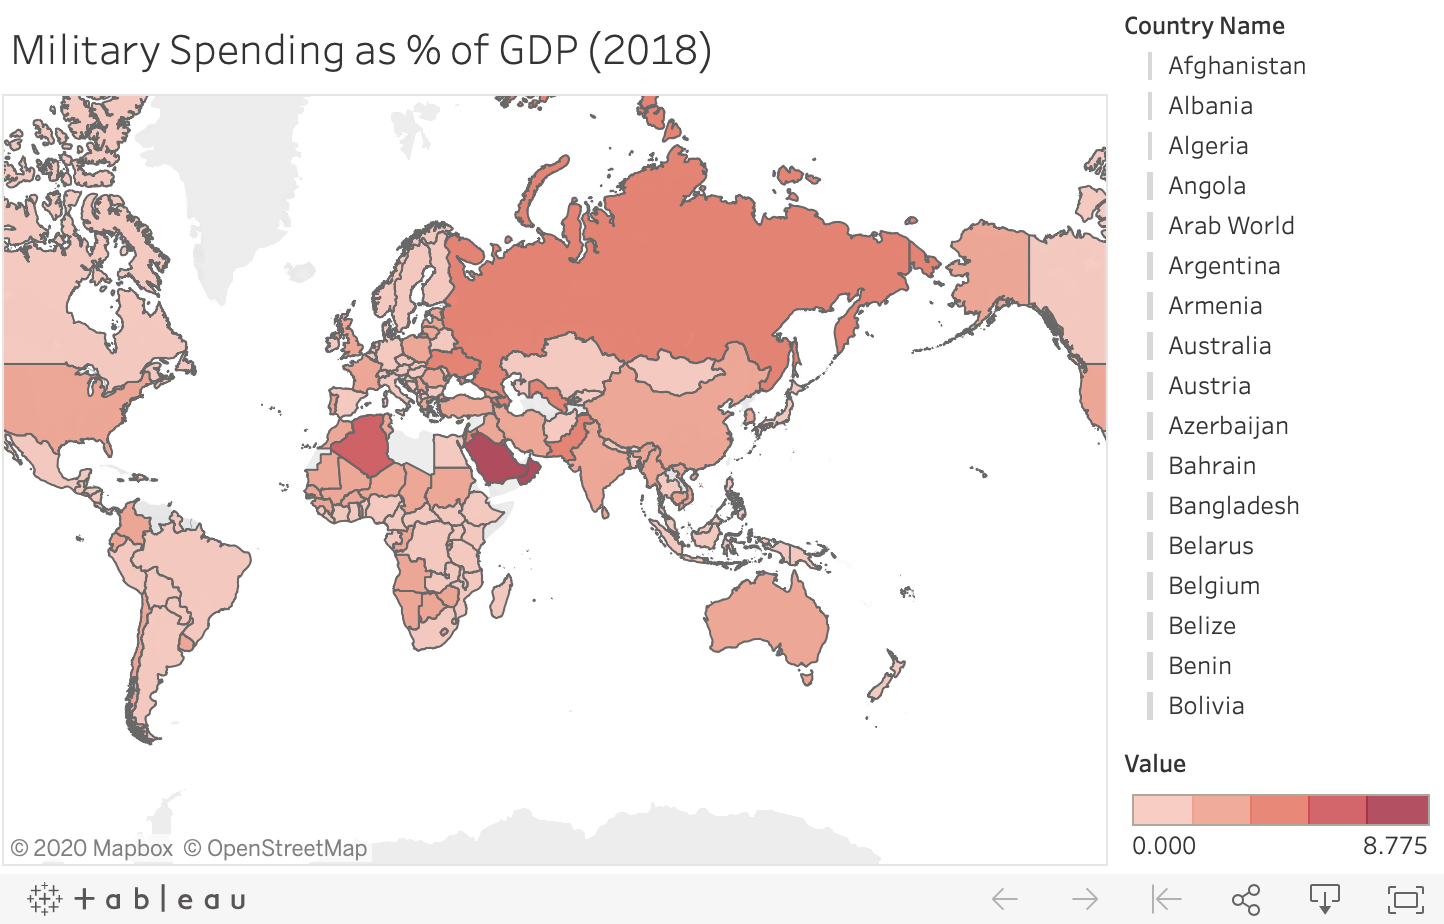 Military Spending as % of GDP (2018)
Country Name
Afghanistan
Albania
Algeria
Angola
Arab World
Argentina
Armenia
Australia
Austria
Azerbaijan
Bahrain
Bangladesh
Belarus
Belgium
Belize
Benin
Bolivia
Value
0.000 8.775
© 2020 Mapbox © OpenStreetMap
+ableau